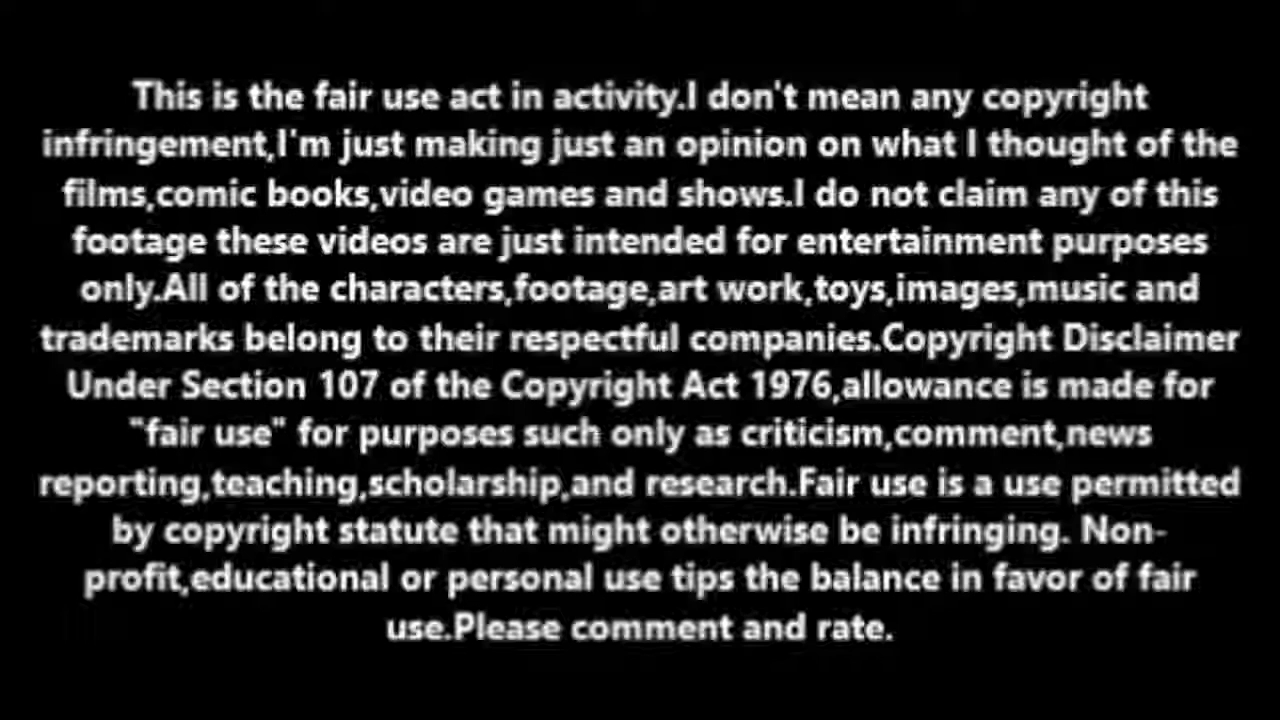 This is the fair use act in activity.I don't mean any copyright
infringement,I'm just making just an opinion on what I thought of the
films,comic books,video games and shows.I do not claim any of this
footage these videos are just intended for entertainment purposes
only.All of the characters,footage,art work,toys,images,music and
trademarks belong to their respectful companies.Copyright Disclaimer
Under Section 107 of the Copyright Act 1976,allowance is made for
"fair use" for purposes such only as criticism,comment,news
reporting,teaching,scholarship,and research.Fair use is a use permitted
by copyright statute that might otherwise be infringing. Non-
profit,educational or personal use tips the balance in favor of fair
use.Please comment and rate.